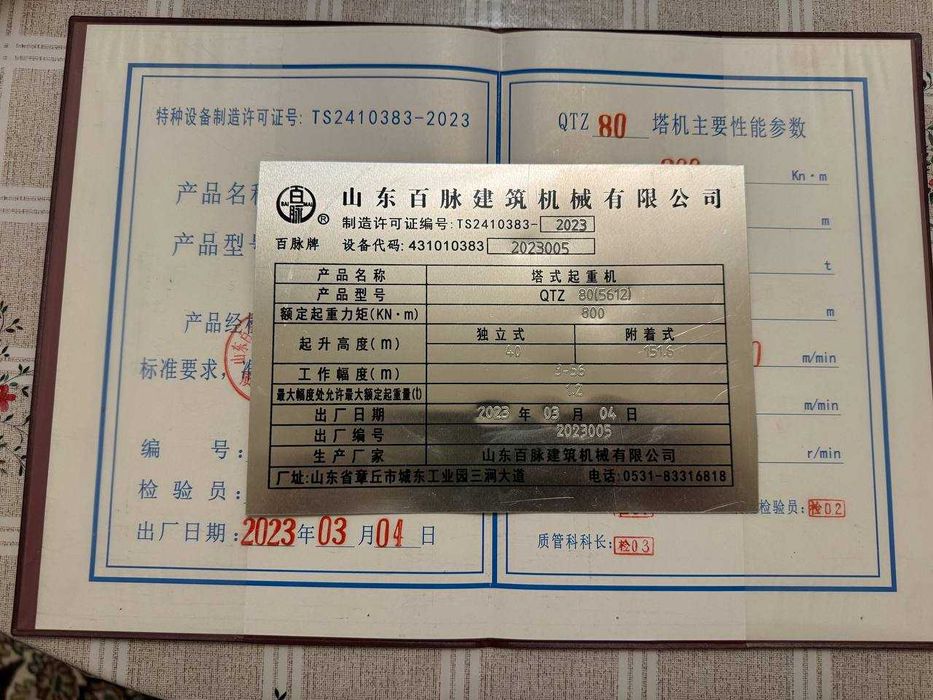 特种设备制造许可证号: TS2410383-2023
产品名
产品型号
产品经检
标准要求,
编 号:
检 验 员:
出厂日期: 2023年03月04日
QTZ 80 塔机主要性能参数
Kn·m
m
t
m
m/min
m/min
r/min
检验员: 检02
质管科科长: 检03
百脉
BAI MAI
®
百脉牌
山东百脉建筑机械有限公司
制造许可证编号: TS2410383- 2023
设备代码: 431010383 2023005
产品名称 塔式起重机
产品型号 QTZ 80(5612)
额定起重力矩(KN·m) 800
起升高度(m) 独立式 附着式
40 151.6
工作幅度(m) 3-56
最大幅度处允许最大额定起重量(t) 1.2
出厂日期 2023 年 03 月 04 日
出厂编号 2023005
生产厂家 山东百脉建筑机械有限公司
厂址:山东省章丘市城东工业园三涧大道 电话:0531-83316818